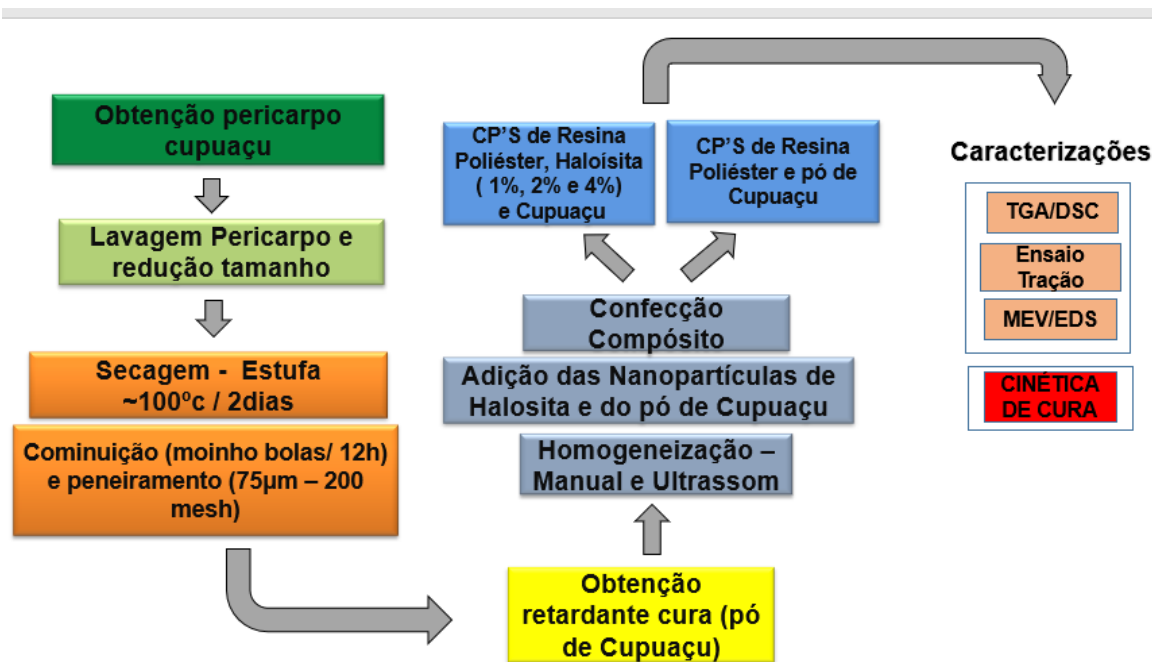 Obtenção pericarpo
cupuaçu
Lavagem Pericarpo e
redução tamanho
Secagem - Estufa
~100ºc / 2dias
Cominuição (moinho bolas/ 12h)
e peneiramento (75µm – 200
mesh)
Obtenção
retardante cura (pó
de Cupuaçu)
Homogeneização –
Manual e Ultrassom
Adição das Nanopartículas de
Halosita e do pó de Cupuaçu
Confecção
Compósito
CP'S de Resina
Poliéster, Haloísita
( 1%, 2% e 4%)
e Cupuaçu
CP'S de Resina
Poliéster e pó de
Cupuaçu
Caracterizações
TGA/DSC
Ensaio
Tração
MEV/EDS
CINÉTICA
DE CURA